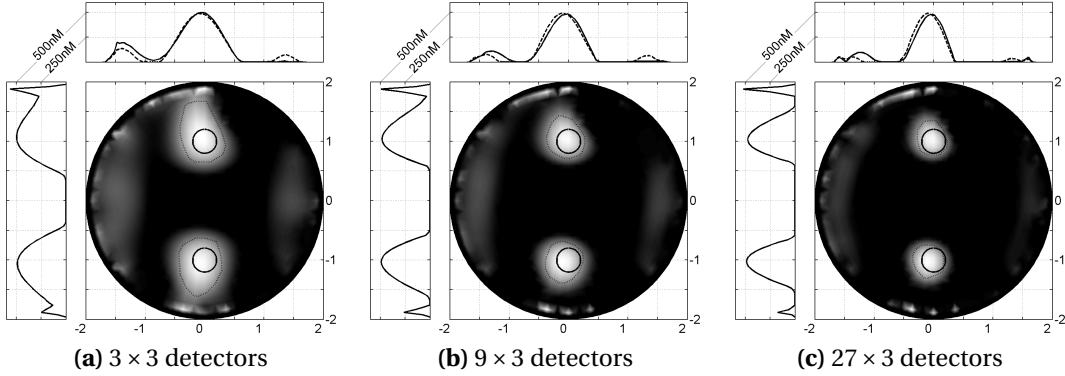 500nM
250nM
2
1
0
-1
-2
-2 -1 0 1 2
(a) 3 × 3 detectors
500nM
250nM
2
1
0
-1
-2
-2 -1 0 1 2
(b) 9 × 3 detectors
500nM
250nM
2
1
0
-1
-2
-2 -1 0 1 2
(c) 27 × 3 detectors